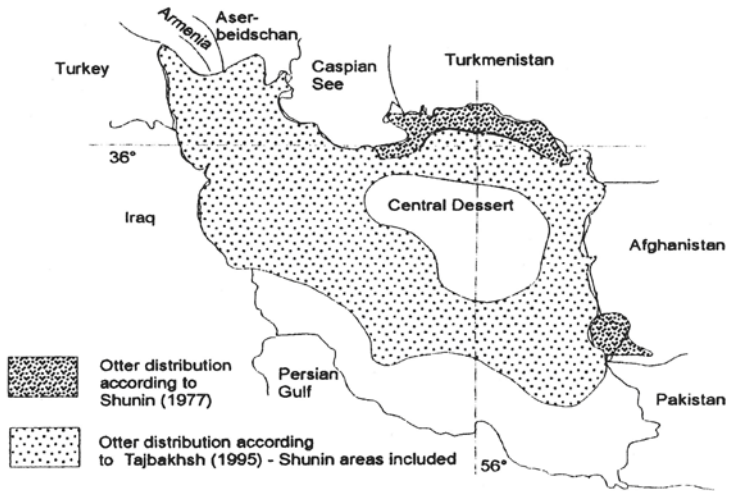 Aser-
beidschan
Armenia
Turkey
Caspian
See
Turkmenistan
36°
Central Dessert
Iraq
Afghanistan
Otter distribution
according to
Shunin (1977)
Persian
Gulf
Pakistan
Otter distribution according
to Tajbakhsh (1995) - Shunin areas included
56°